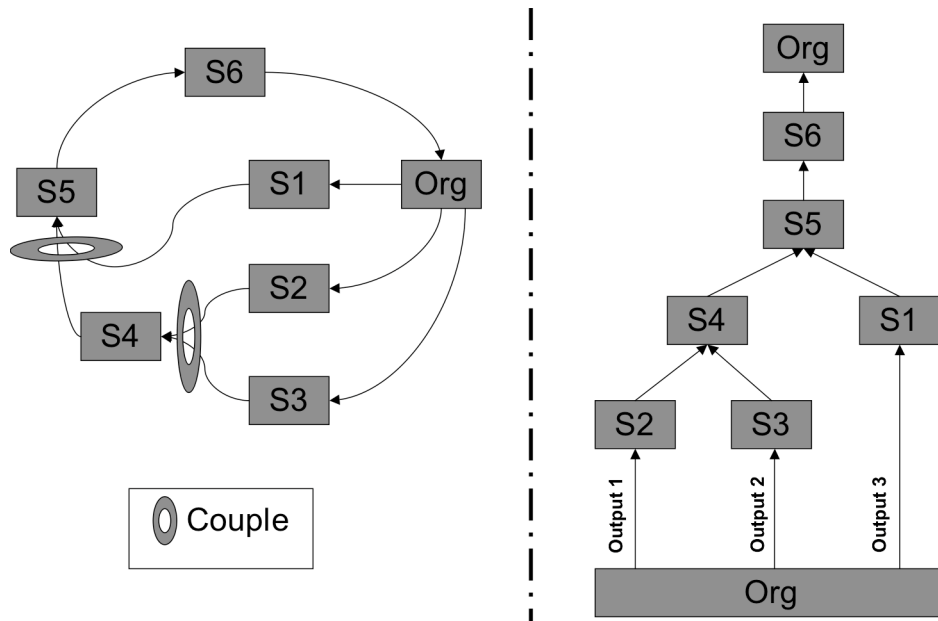 S6
S5
S1
Org
S2
S4
S3
Couple
Org
S6
S5
S4
S1
S2
S3
Output 1
Output 2
Output 3
Org